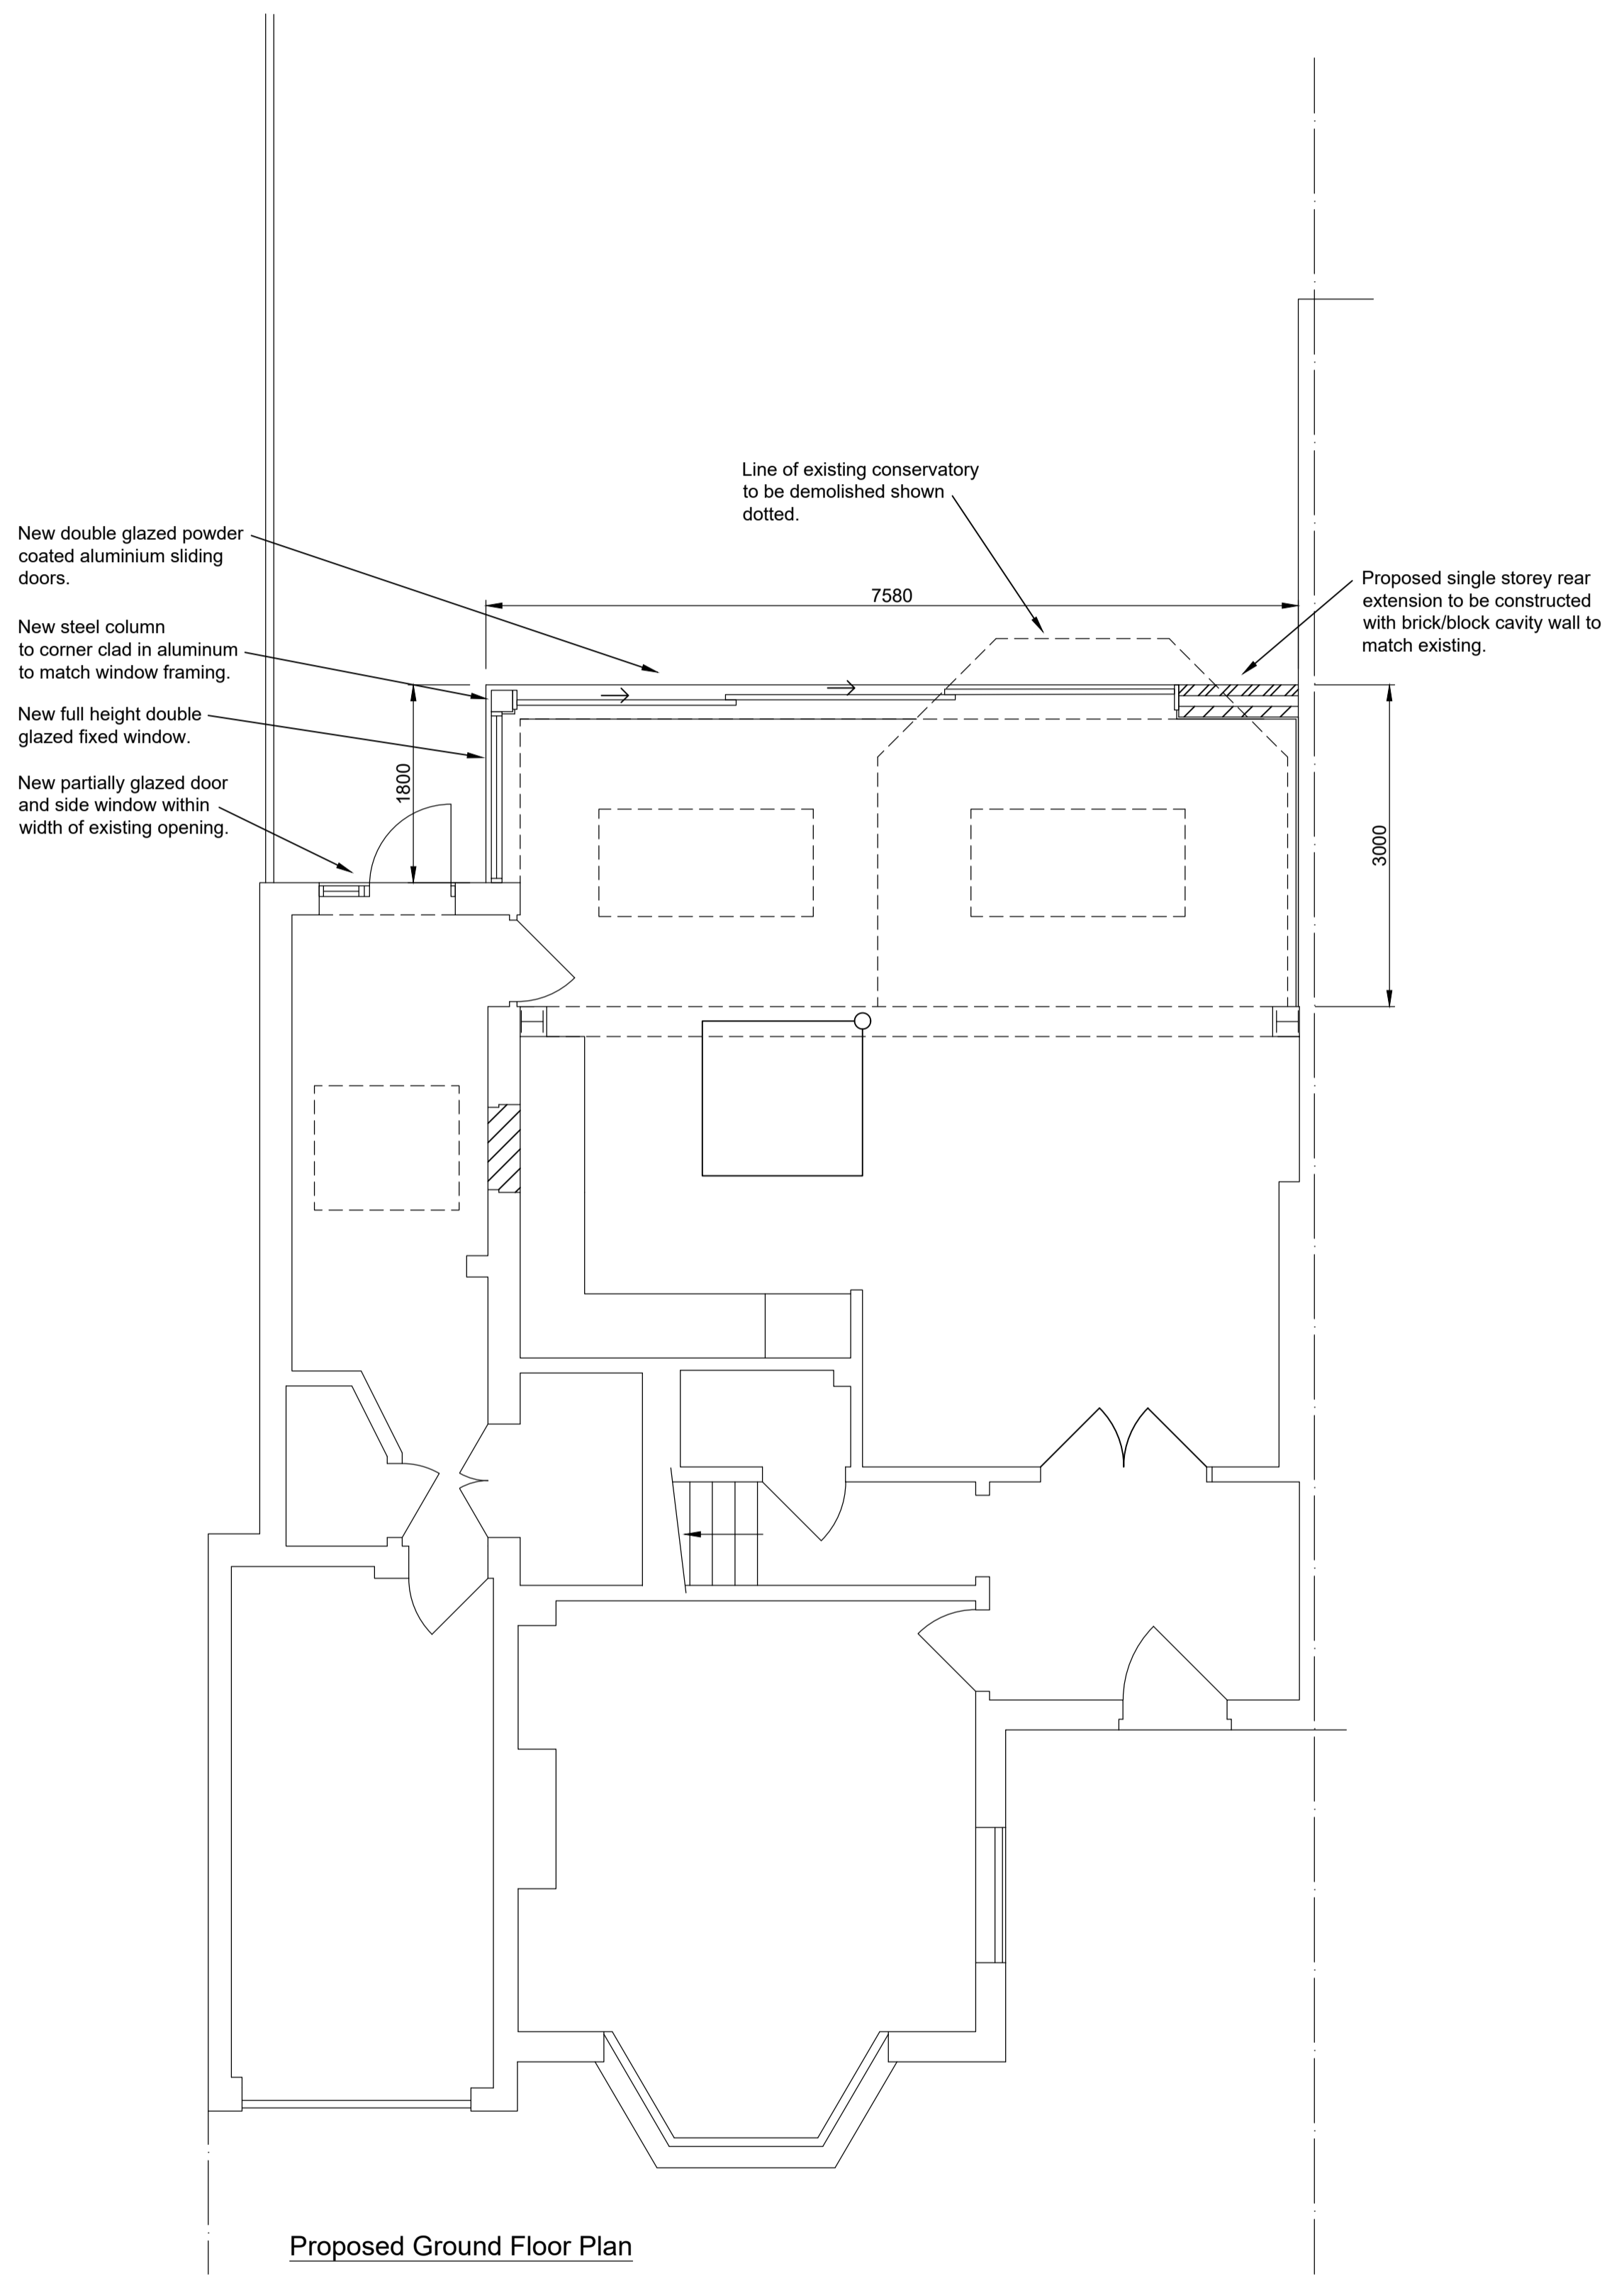 Line of existing conservatory
to be demolished shown
dotted.
New double glazed powder
coated aluminium sliding
doors.
7580
Proposed single storey rear
extension to be constructed
with brick/block cavity wall to
match existing.
New steel column
to corner clad in aluminum
to match window framing.
New full height double
glazed fixed window.
New partially glazed door
and side window within
width of existing opening.
1800
3000
Proposed Ground Floor Plan